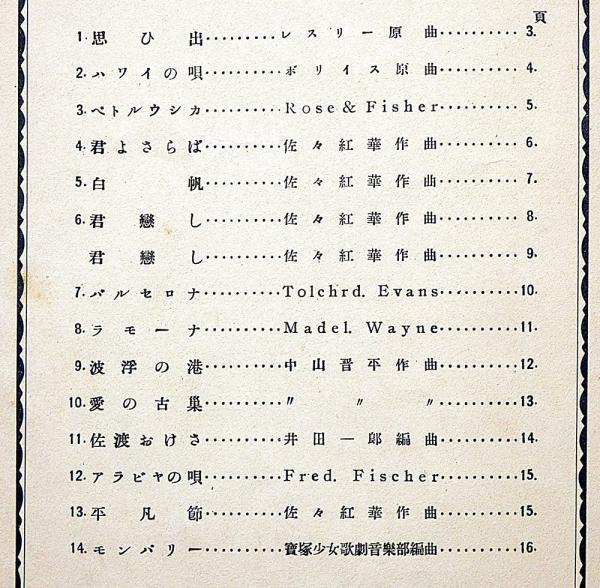 頁
1. 思ひ出………レスリー原曲………3.
2. ハワイの唄………ボリイス原曲………4.
3. ペトルウシカ………Rose & Fisher………5.
4. 君よさらば………佐々紅華作曲………6.
5. 白帆………佐々紅華作曲………7.
6. 君戀し………佐々紅華作曲………8.
君戀し………佐々紅華作曲………9.
7. バルセロナ………Tolchrd. Evans………10.
8. ラモーナ………Madel. Wayne………11.
9. 波浮の港………中山晋平作曲………12.
10. 愛の古巢………〃 〃 〃………13.
11. 佐渡おけさ………井田一郎編曲………14.
12. アラビヤの唄………Fred. Fischer………15.
13. 平凡節………佐々紅華作曲………15.
14. モンパリー………寶塚少女歌劇音樂部編曲………16.